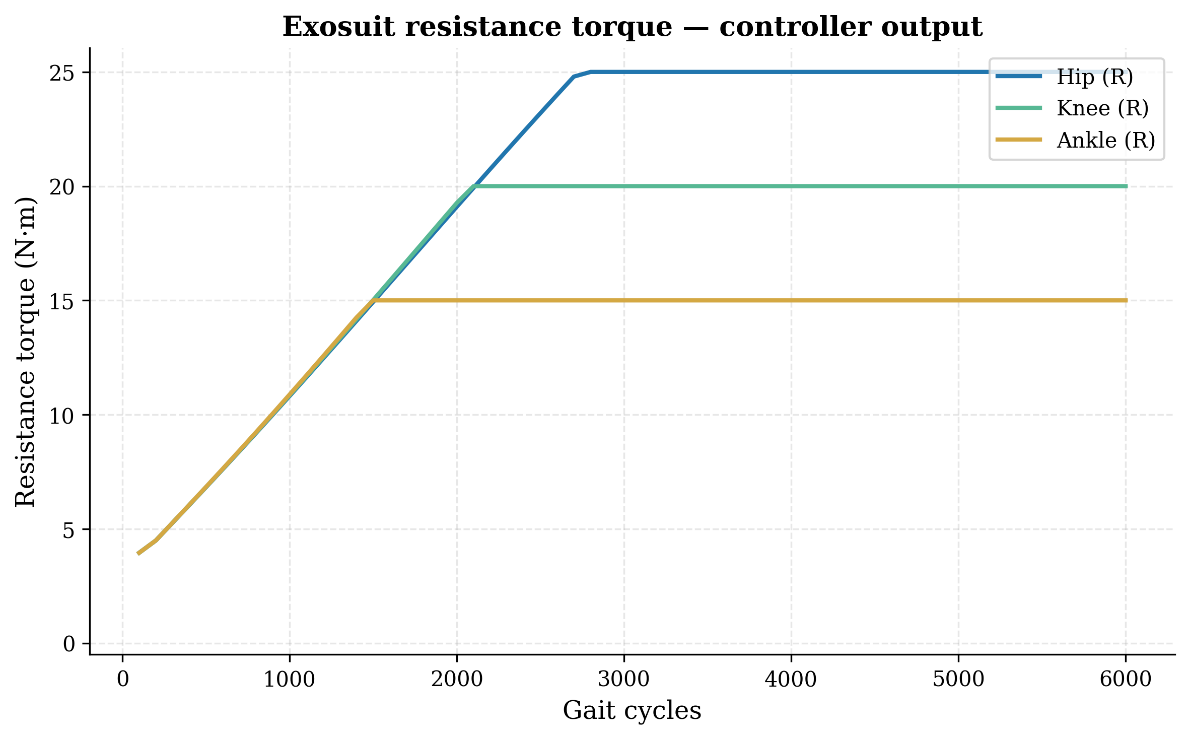 Exosuit resistance torque — controller output
Resistance torque (N·m)
25
20
15
10
5
0
Hip (R)
Knee (R)
Ankle (R)
0 1000 2000 3000 4000 5000 6000
Gait cycles